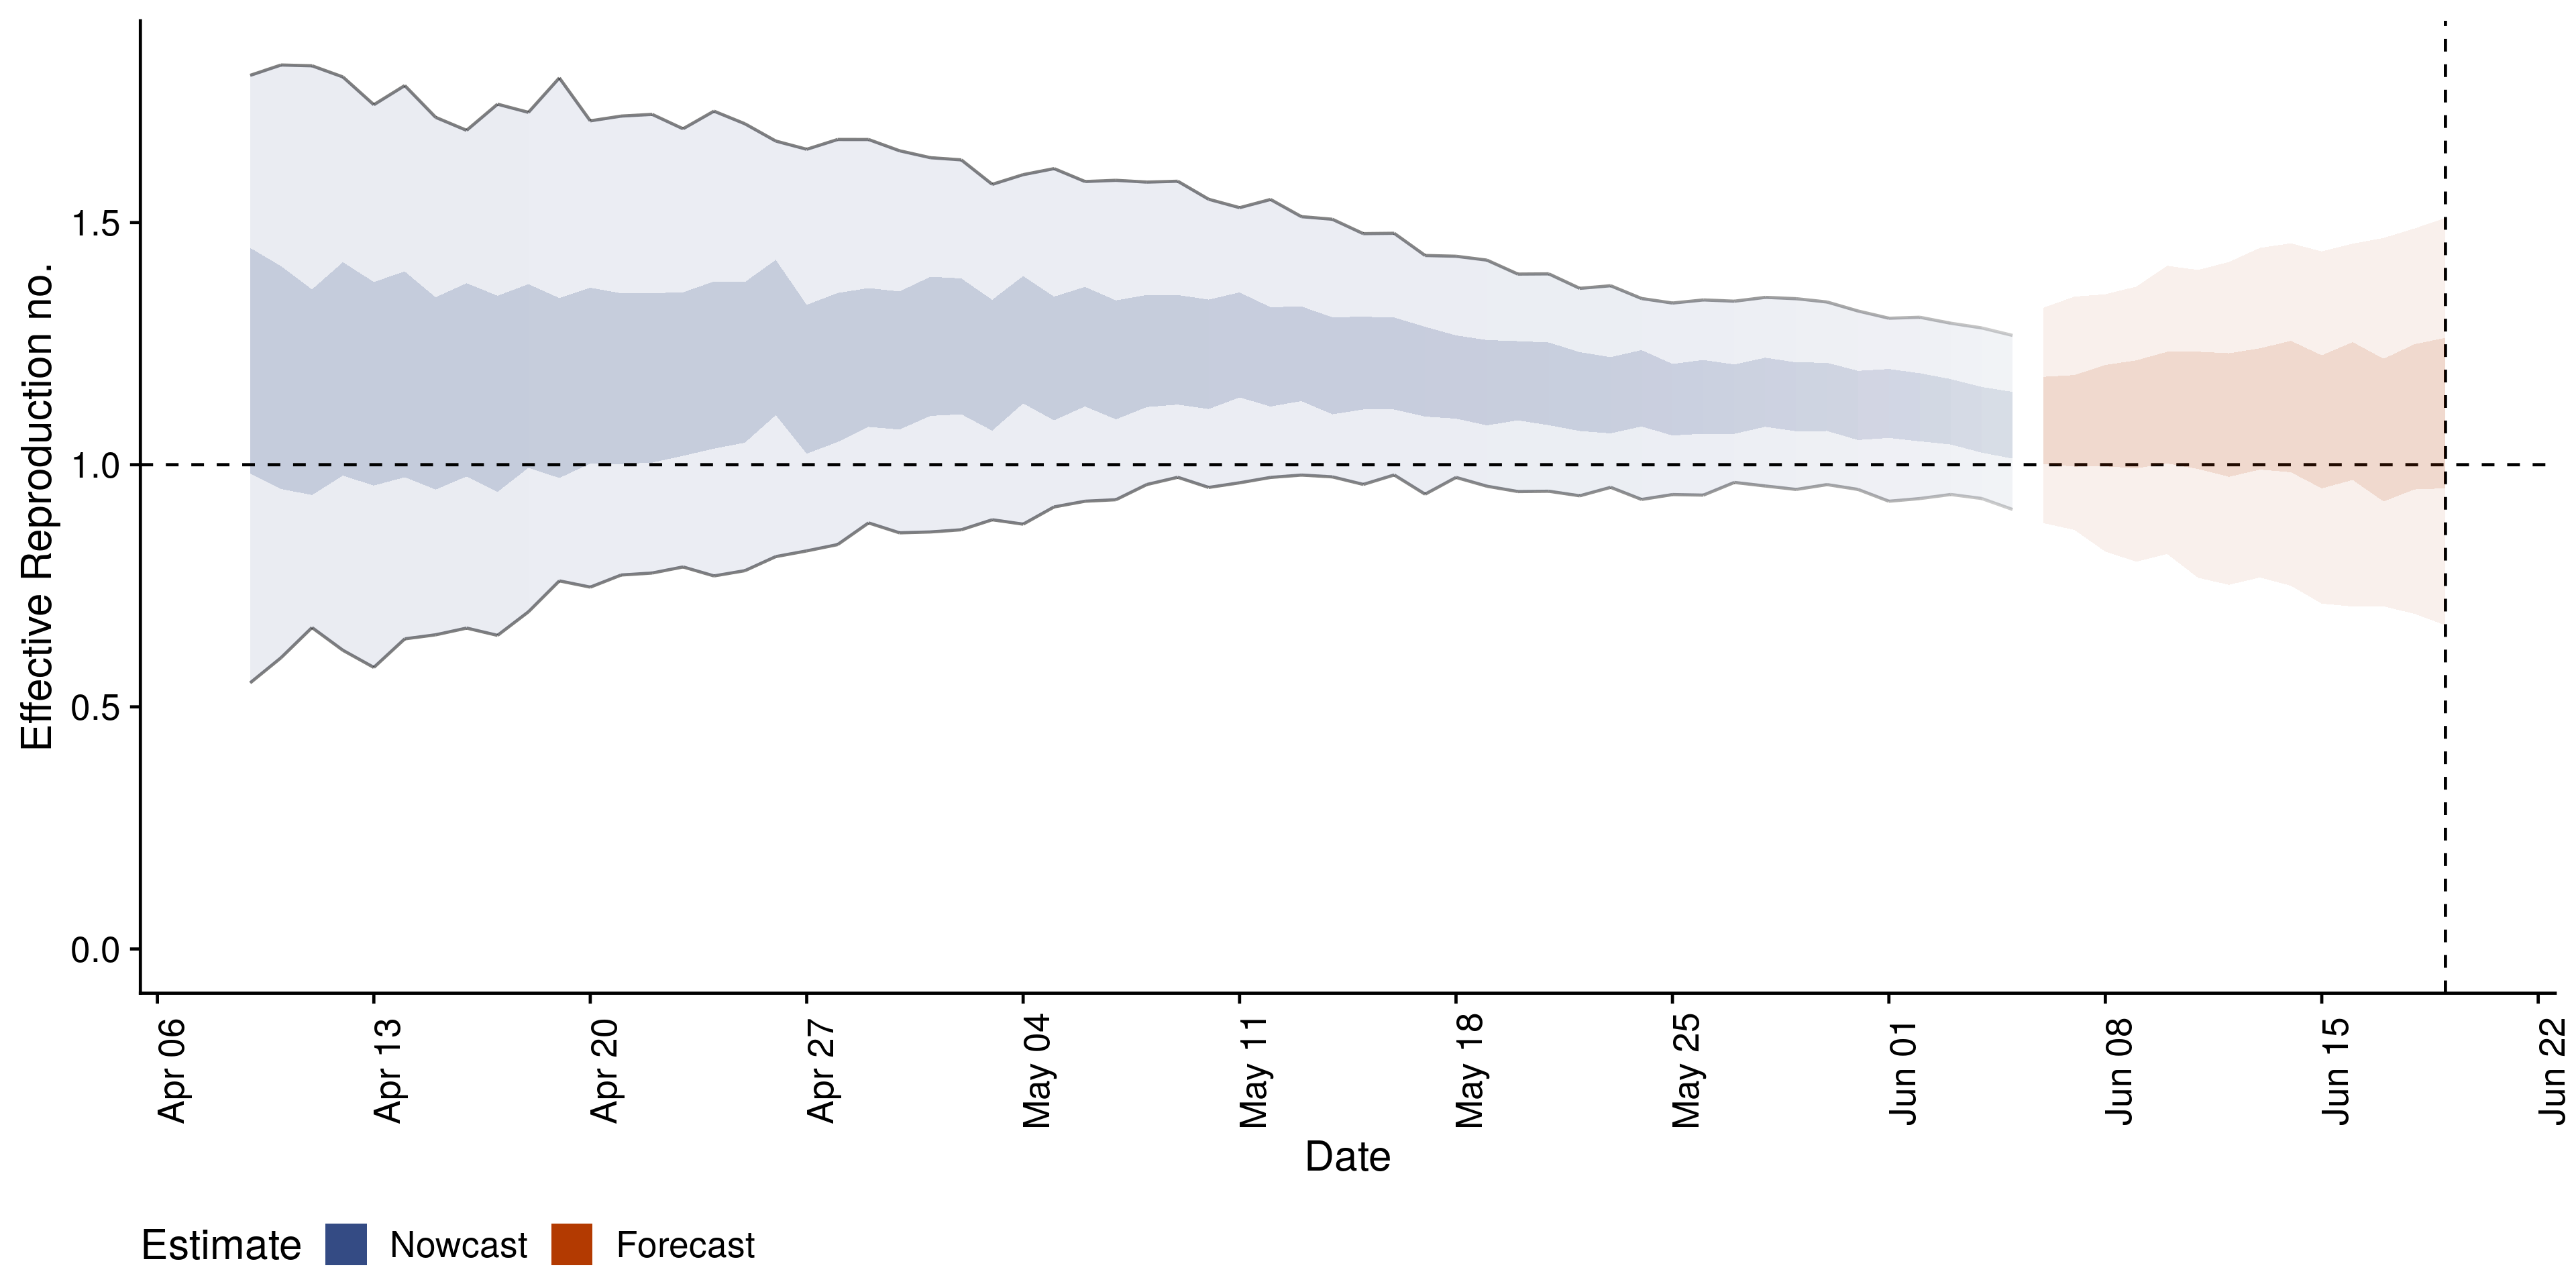 Effective Reproduction no.
1.5
1.0
0.5
0.0
Apr 06
Apr 13
Apr 20
Apr 27
May 04
May 11
May 18
May 25
Jun 01
Jun 08
Jun 15
Jun 22
Date
Estimate Nowcast Forecast